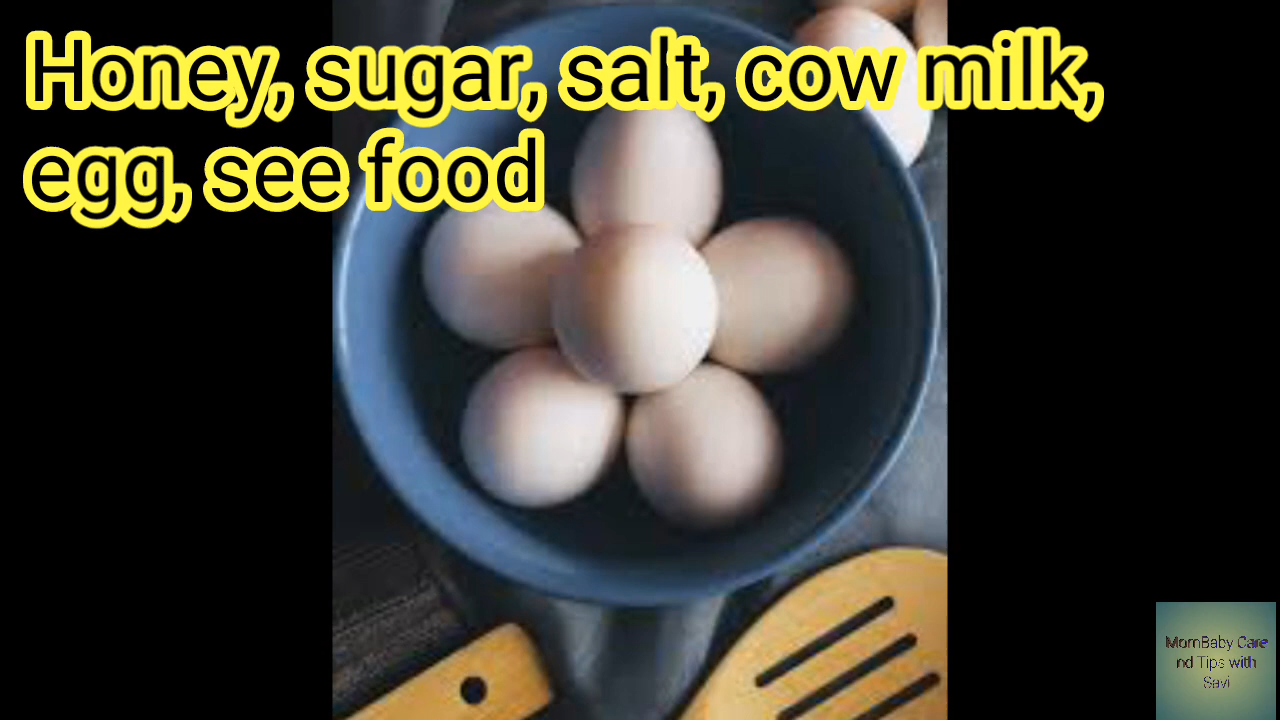 Honey, sugar, salt, cow milk,
egg, see food
MomBaby Care
nd Tips with
Savi